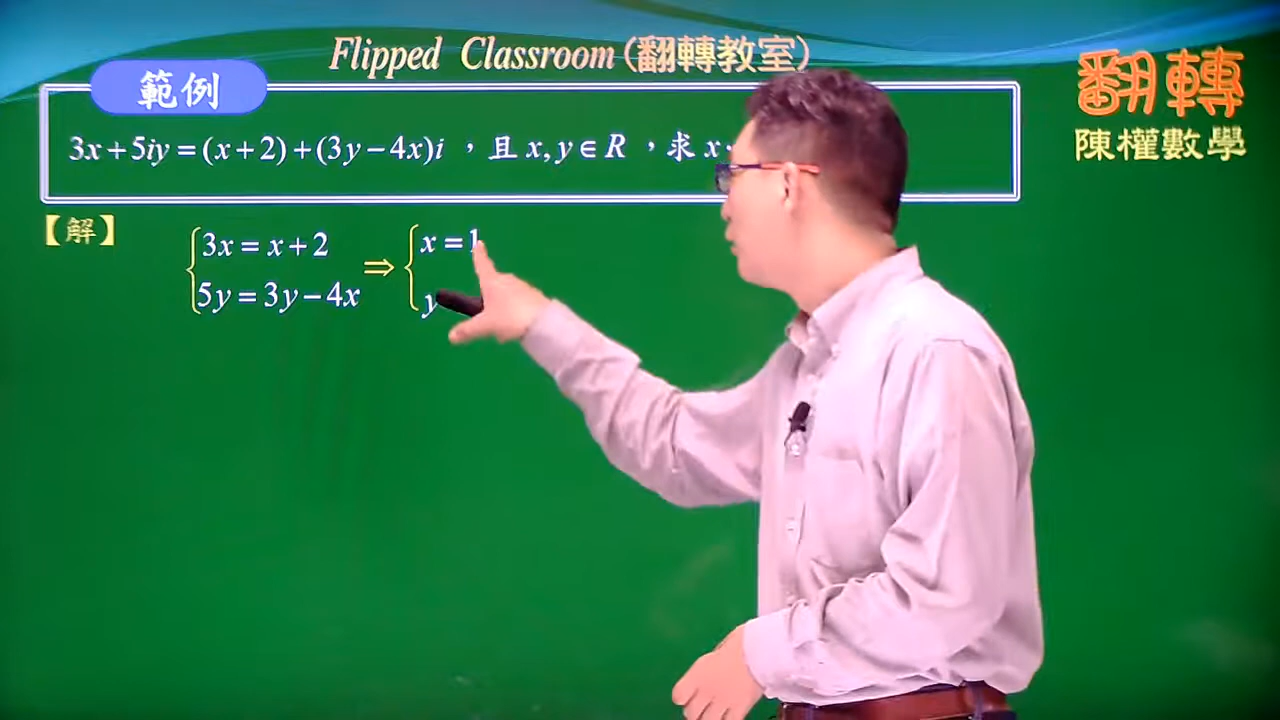 Flipped Classroom (翻轉教室)
翻轉
陳權數學
範例
3x+5iy=(x+2)+(3y−4x)i ，且 x,y∈R ，求 x
【解】
3x=x+2
5y=3y−4x
⇒
x=1
y